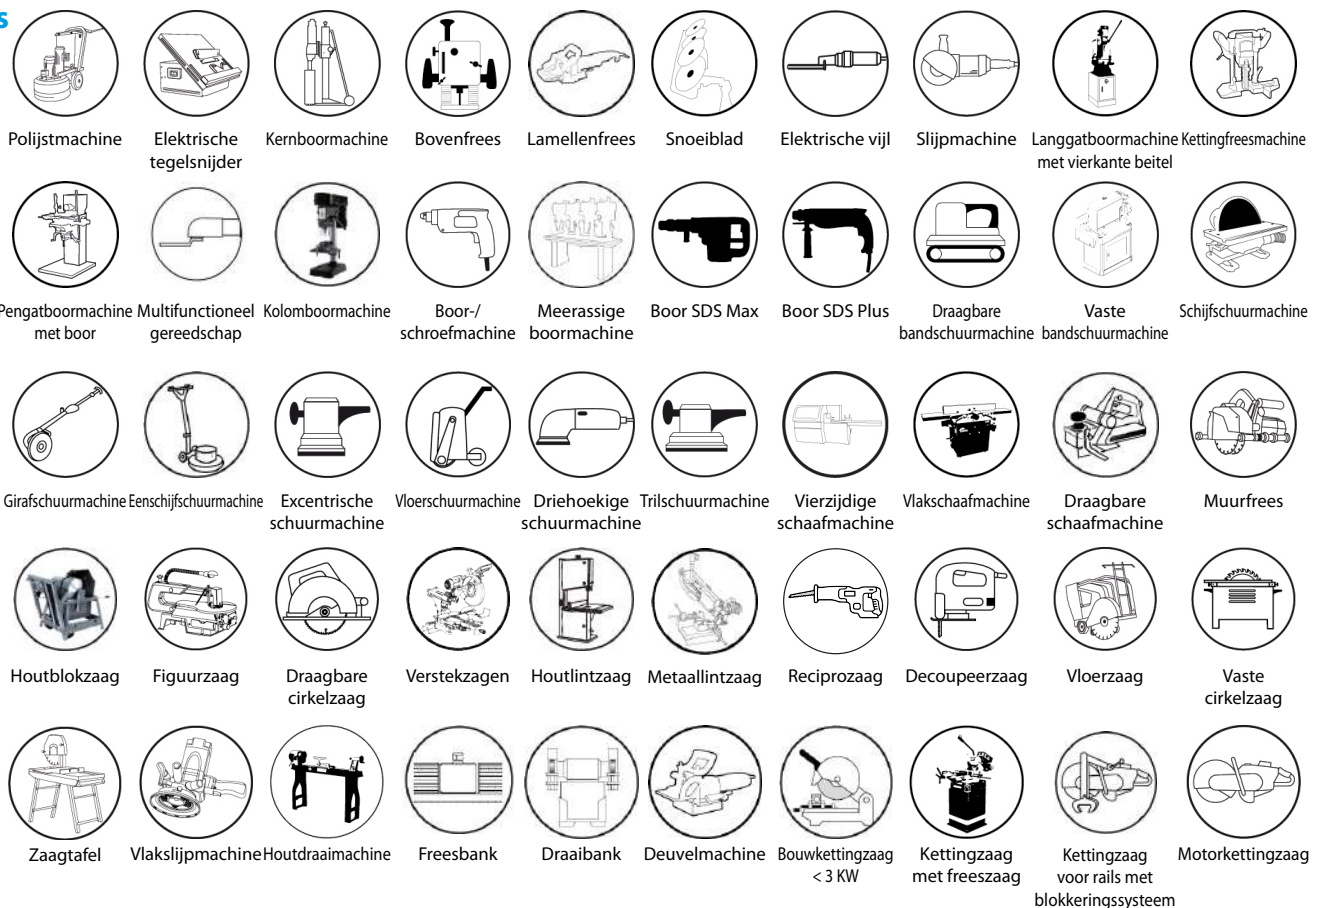 s
Polijstmachine
Elektrische
tegelsnijder
Kernboormachine
Bovenfrees
Lamellenfrees
Snoeiblad
Elektrische vijl
Slijpmachine
Langgatboormachine
met vierkante beitel
Kettingfreesmachine
Pengatboormachine
met boor
Multifunctioneel
gereedschap
Kolomboormachine
Boor-/
schroefmachine
Meerassige
boormachine
Boor SDS Max
Boor SDS Plus
Draagbare
bandschuurmachine
Vaste
bandschuurmachine
Schijfschuurmachine
Girafschuurmachine
Eenschijfschuurmachine
Excentrische
schuurmachine
Vloerschuurmachine
Driehoekige
schuurmachine
Trilschuurmachine
Vierzijdige
schaafmachine
Vlakschaafmachine
Draagbare
schaafmachine
Muurfrees
Houtblokzaag
Figuurzaag
Draagbare
cirkelzaag
Verstekzagen
Houtlintzaag
Metaallintzaag
Reciprozaag
Decoupeerzaag
Vloerzaag
Vaste
cirkelzaag
Zaagtafel
Vlakslijpmachine
Houtdraaimachine
Freesbank
Draaibank
Deuvelmachine
Bouwkettingzaag
< 3 KW
Kettingzaag
met freeszaag
Kettingzaag
voor rails met
blokkeringssysteem
Motorkettingzaag